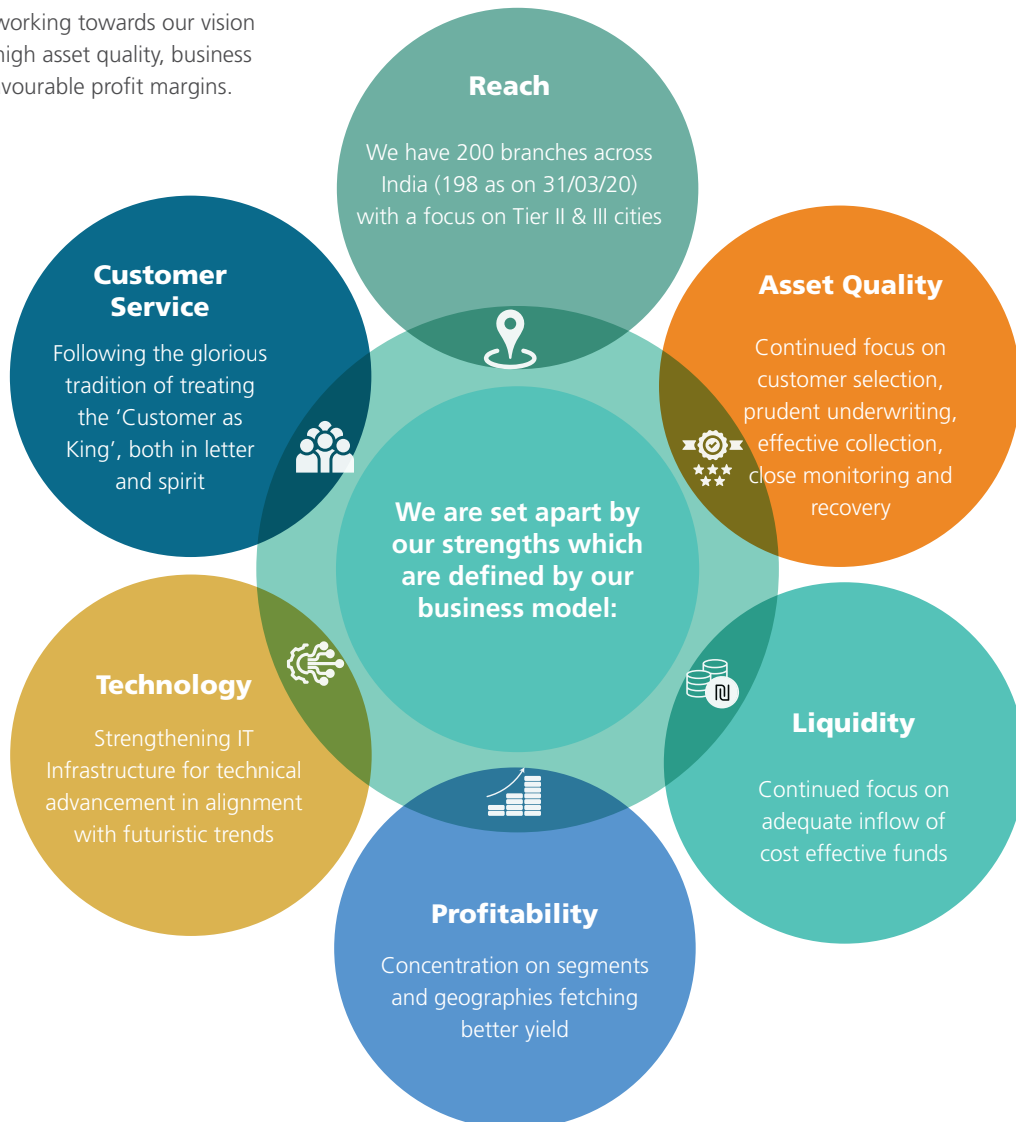 working towards our vision
high asset quality, business
vourable profit margins.
Reach
We have 200 branches across
India (198 as on 31/03/20)
with a focus on Tier II & III cities
Customer
Service
Following the glorious
tradition of treating
the ‘Customer as
King’, both in letter
and spirit
Asset Quality
Continued focus on
customer selection,
prudent underwriting,
effective collection,
close monitoring and
recovery
We are set apart by
our strengths which
are defined by our
business model:
Technology
Strengthening IT
Infrastructure for technical
advancement in alignment
with futuristic trends
₪
Liquidity
Continued focus on
adequate inflow of
cost effective funds
Profitability
Concentration on segments
and geographies fetching
better yield